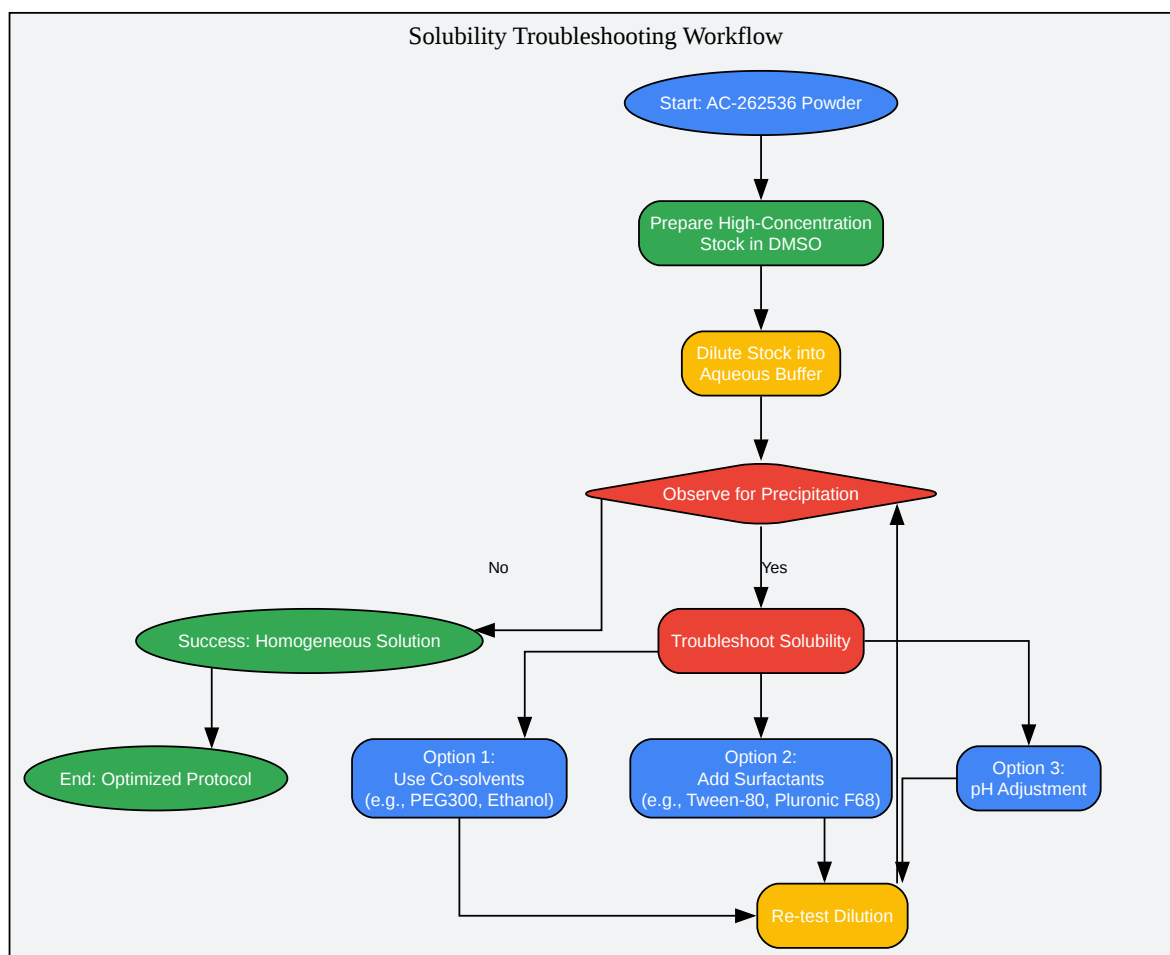 Solubility Troubleshooting Workflow
Start: AC-262536 Powder
Prepare High-Concentration
Stock in DMSO
Dilute Stock into
Aqueous Buffer
Observe for Precipitation
No
Yes
Success: Homogeneous Solution
Troubleshoot Solubility
End: Optimized Protocol
Option 1:
Use Co-solvents
(e.g., PEG300, Ethanol)
Option 2:
Add Surfactants
(e.g., Tween-80, Pluronic F68)
Option 3:
pH Adjustment
Re-test Dilution